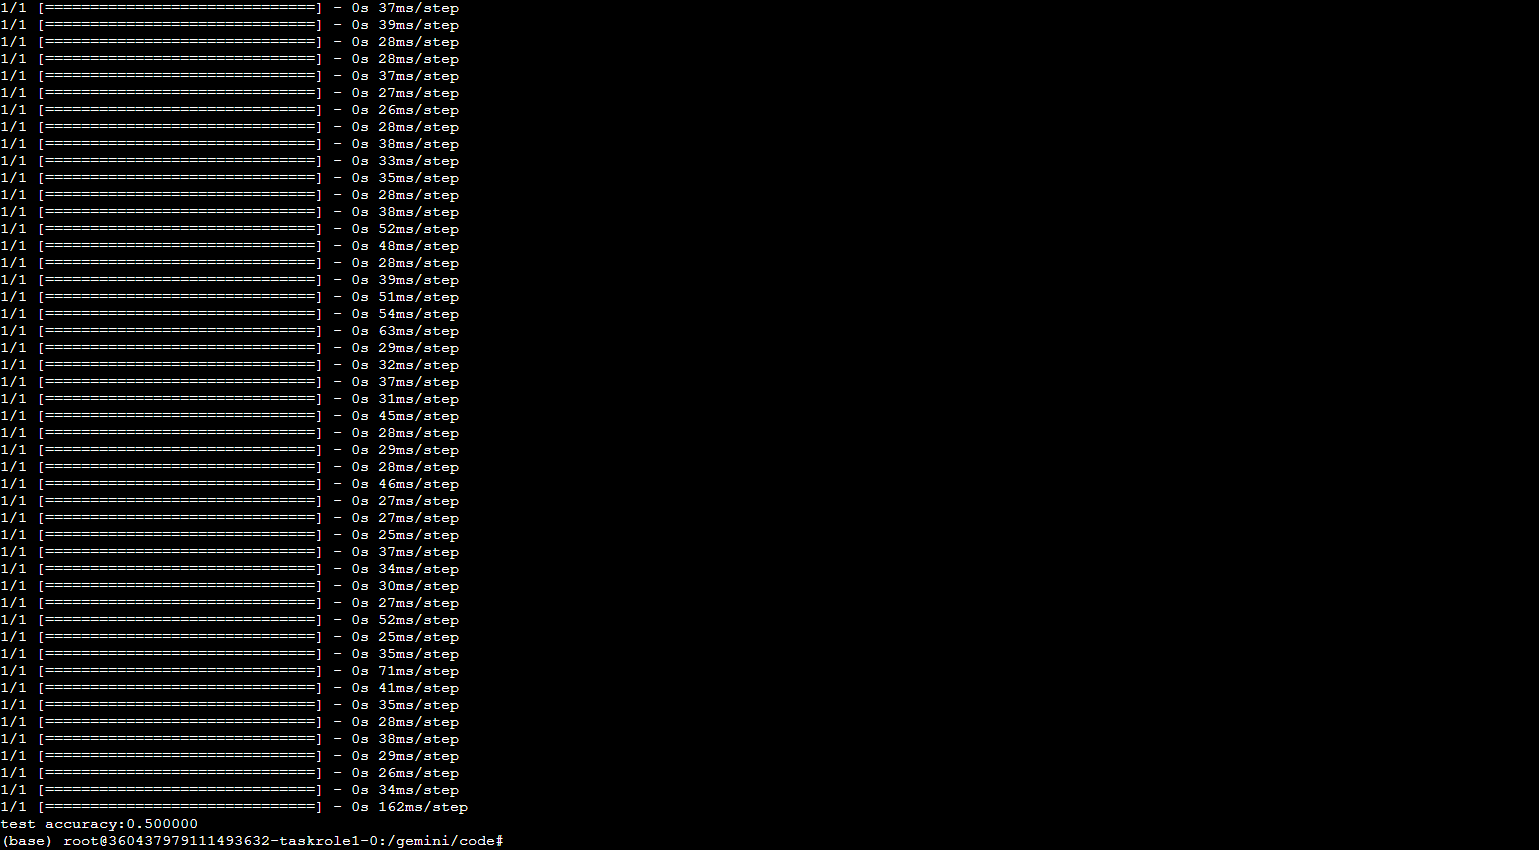 1/1 [==============================] - 0s 37ms/step
1/1 [==============================] - 0s 39ms/step
1/1 [==============================] - 0s 28ms/step
1/1 [==============================] - 0s 28ms/step
1/1 [==============================] - 0s 37ms/step
1/1 [==============================] - 0s 27ms/step
1/1 [==============================] - 0s 26ms/step
1/1 [==============================] - 0s 28ms/step
1/1 [==============================] - 0s 38ms/step
1/1 [==============================] - 0s 33ms/step
1/1 [==============================] - 0s 35ms/step
1/1 [==============================] - 0s 28ms/step
1/1 [==============================] - 0s 38ms/step
1/1 [==============================] - 0s 52ms/step
1/1 [==============================] - 0s 48ms/step
1/1 [==============================] - 0s 28ms/step
1/1 [==============================] - 0s 39ms/step
1/1 [==============================] - 0s 51ms/step
1/1 [==============================] - 0s 54ms/step
1/1 [==============================] - 0s 63ms/step
1/1 [==============================] - 0s 29ms/step
1/1 [==============================] - 0s 32ms/step
1/1 [==============================] - 0s 37ms/step
1/1 [==============================] - 0s 31ms/step
1/1 [==============================] - 0s 45ms/step
1/1 [==============================] - 0s 28ms/step
1/1 [==============================] - 0s 29ms/step
1/1 [==============================] - 0s 28ms/step
1/1 [==============================] - 0s 46ms/step
1/1 [==============================] - 0s 27ms/step
1/1 [==============================] - 0s 27ms/step
1/1 [==============================] - 0s 25ms/step
1/1 [==============================] - 0s 37ms/step
1/1 [==============================] - 0s 34ms/step
1/1 [==============================] - 0s 30ms/step
1/1 [==============================] - 0s 27ms/step
1/1 [==============================] - 0s 52ms/step
1/1 [==============================] - 0s 25ms/step
1/1 [==============================] - 0s 35ms/step
1/1 [==============================] - 0s 71ms/step
1/1 [==============================] - 0s 41ms/step
1/1 [==============================] - 0s 35ms/step
1/1 [==============================] - 0s 28ms/step
1/1 [==============================] - 0s 38ms/step
1/1 [==============================] - 0s 29ms/step
1/1 [==============================] - 0s 26ms/step
1/1 [==============================] - 0s 34ms/step
1/1 [==============================] - 0s 162ms/step
test accuracy:0.500000
(base) root@360437979111493632-taskrole1-0:/gemini/code#